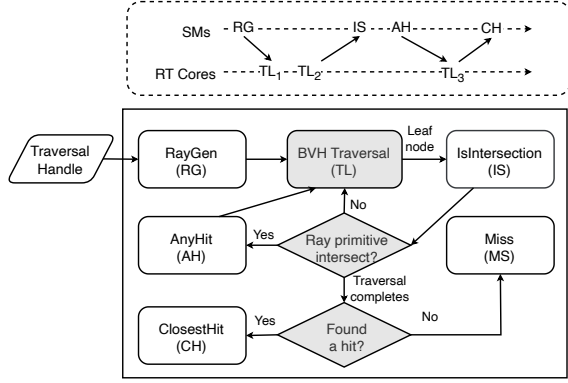 SMs RG IS AH CH
RT Cores TL1 TL2 TL3
Traversal
Handle
RayGen
(RG)
BVH Traversal
(TL)
Leaf
node
IsIntersection
(IS)
No
AnyHit
(AH)
Yes
Ray primitive
intersect?
Miss
(MS)
Traversal
completes
ClosestHit
(CH)
Yes
Found
a hit?
No